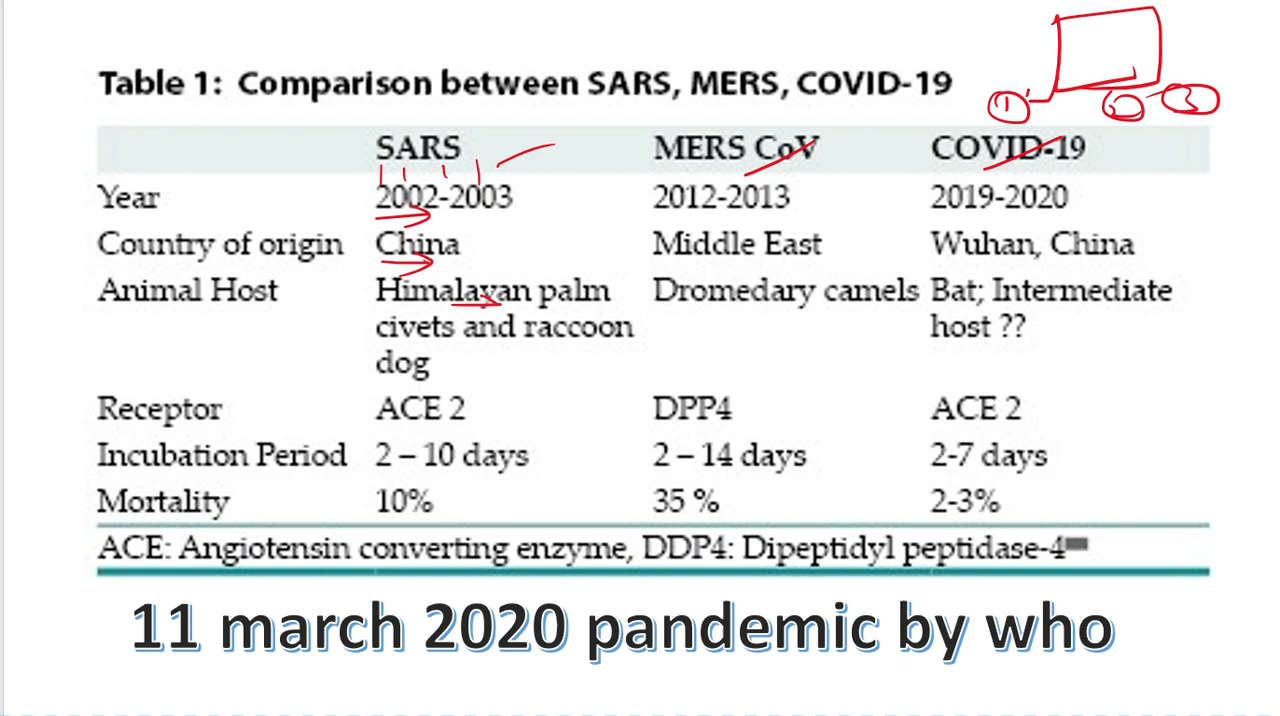 Table 1: Comparison between SARS, MERS, COVID-19
SARS MERS CoV COVID-19
Year 2002-2003 2012-2013 2019-2020
Country of origin China Middle East Wuhan, China
Animal Host Himalayan palm civets and raccoon dog Dromedary camels Bat; Intermediate host ??
Receptor ACE 2 DPP4 ACE 2
Incubation Period 2 – 10 days 2 – 14 days 2-7 days
Mortality 10% 35 % 2-3%
ACE: Angiotensin converting enzyme, DDP4: Dipeptidyl peptidase-4
11 march 2020 pandemic by who